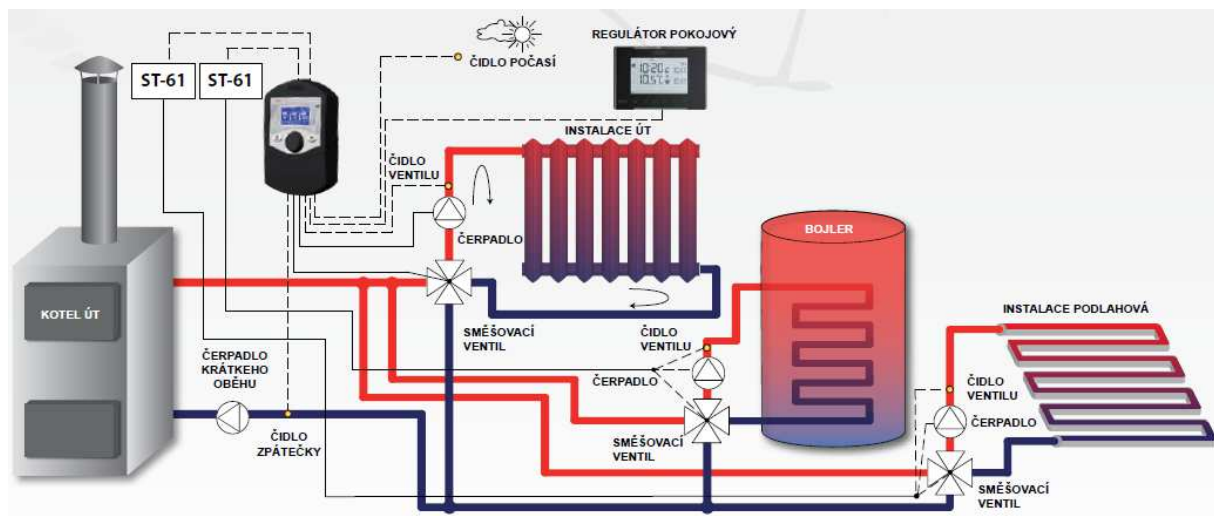 ČIDLO POČASÍ
REGULÁTOR POKOJOVÝ
ST-61
ST-61
INSTALACE ÚT
ČIDLO
VENTILU
ČERPADLO
BOJLER
KOTEL ÚT
SMĚŠOVACÍ
VENTIL
ČIDLO
VENTILU
INSTALACE PODLAHOVÁ
ČERPADLO
KRÁTKEHO
OBĚHU
ČERPADLO
ČIDLO
VENTILU
ČERPADLO
ČIDLO
ZPÁTEČKY
SMĚŠOVACÍ
VENTIL
SMĚŠOVACÍ
VENTIL